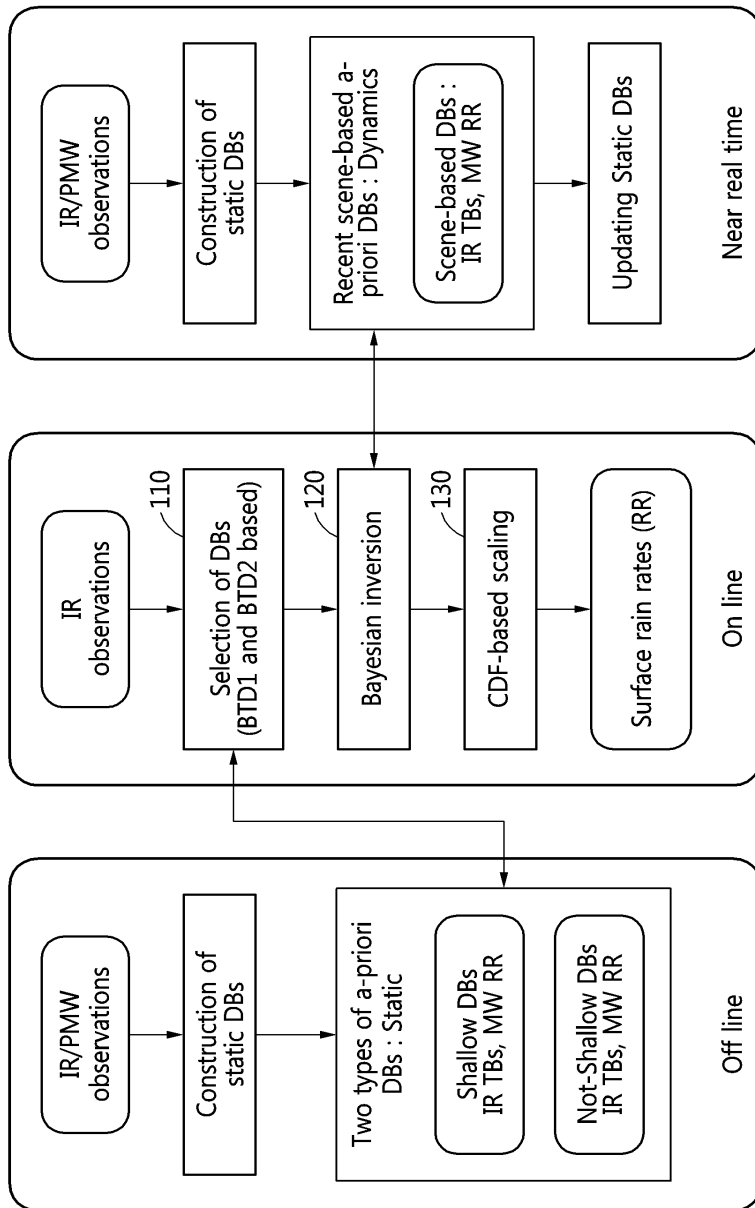 IR/PMW
observations
Construction of
static DBs
Two types of a-priori
DBs : Static
Shallow DBs
IR TBs, MW RR
Not-Shallow DBs
IR TBs, MW RR
Off line
IR
observations
110
Selection of DBs
(BTD1 and BTD2 based)
120
Bayesian inversion
130
CDF-based scaling
Surface rain rates (RR)
On line
IR/PMW
observations
Construction of
static DBs
Recent scene-based a-
priori DBs : Dynamics
Scene-based DBs :
IR TBs, MW RR
Updating Static DBs
Near real time